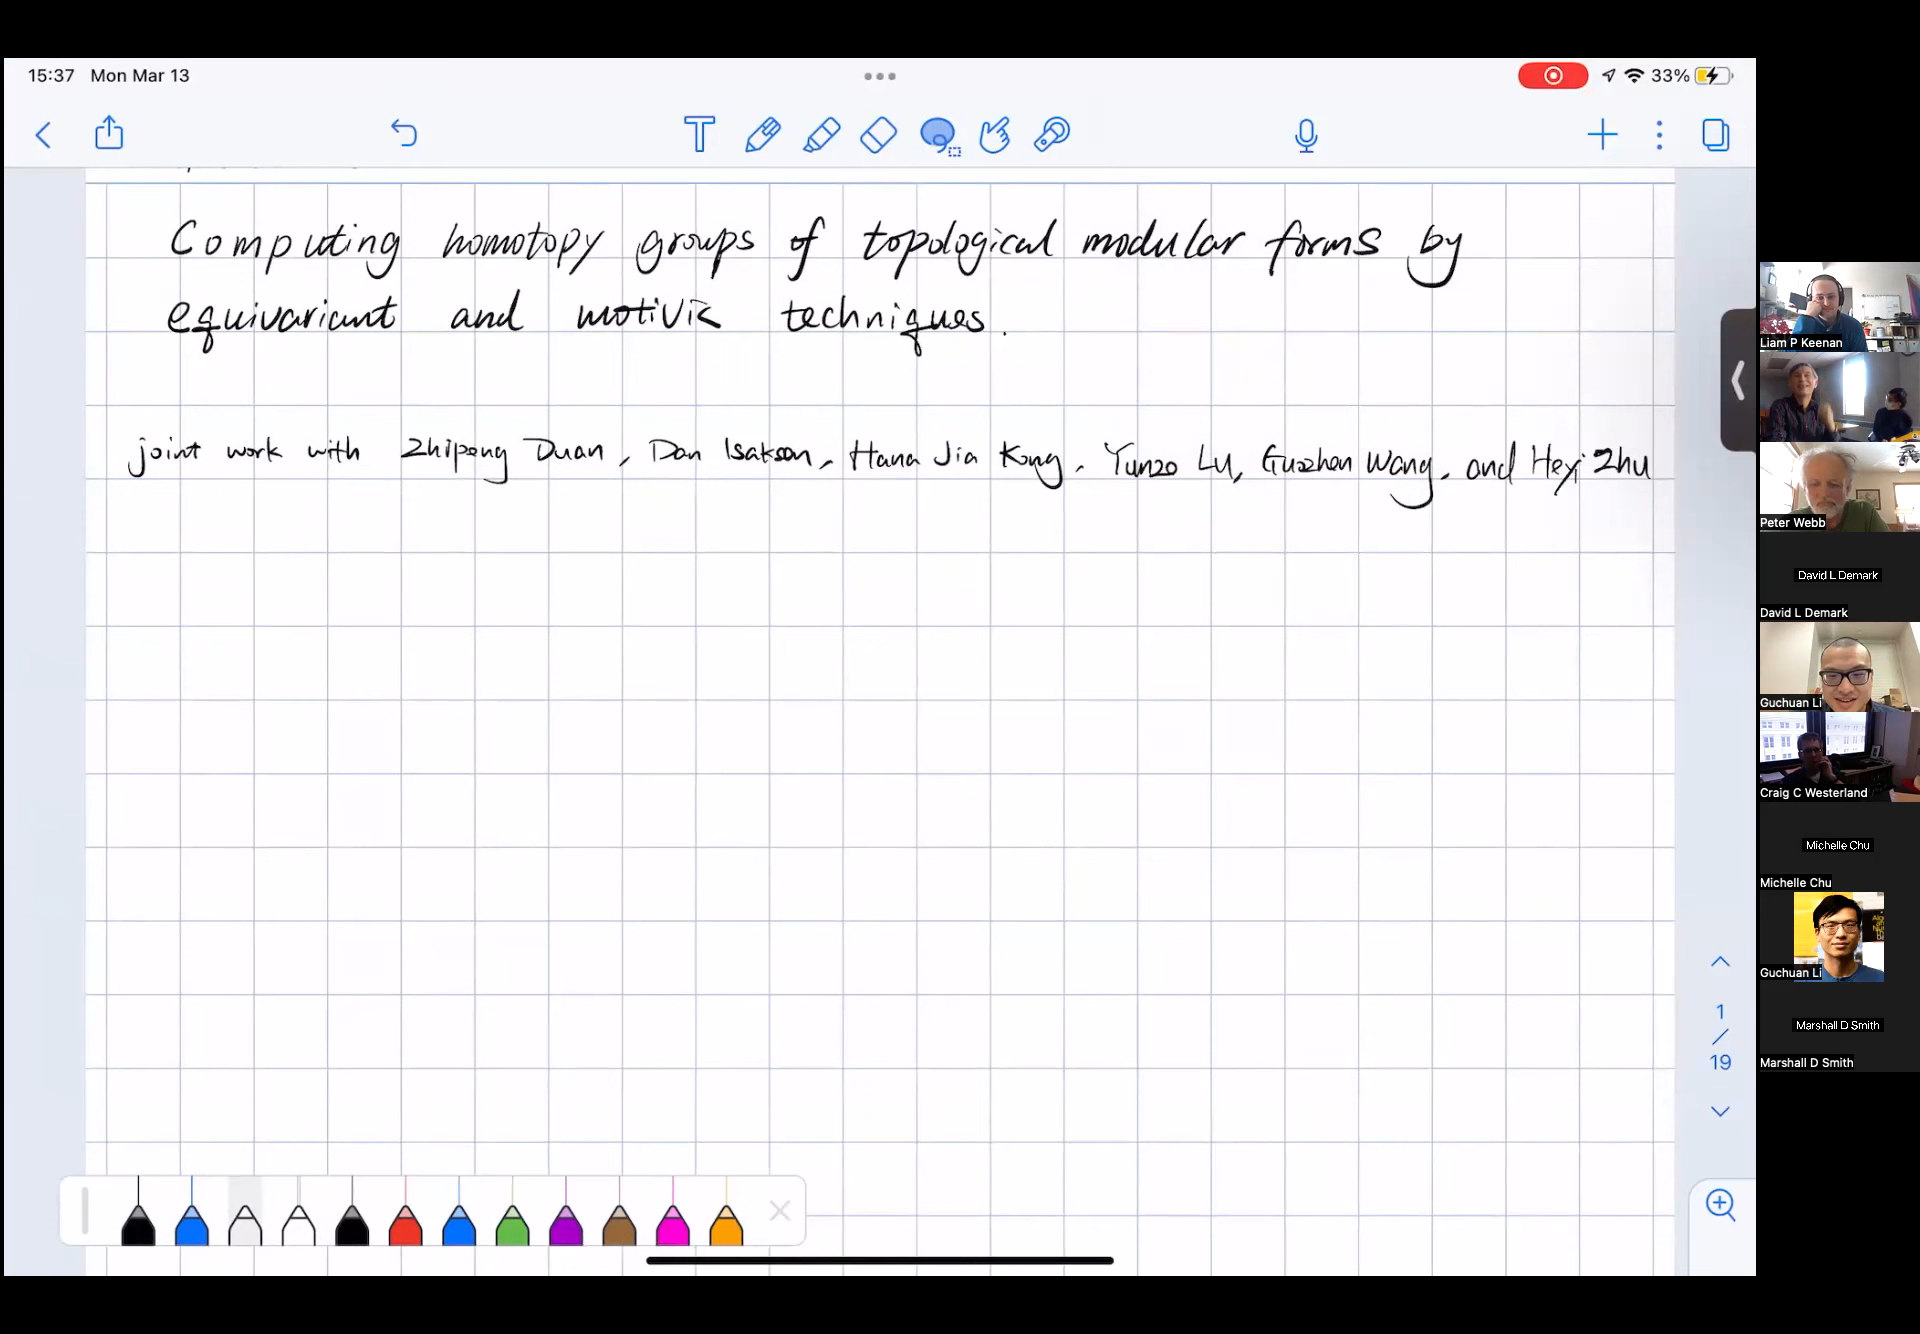 15:37 Mon Mar 13
33%
Computing homotopy groups of topological modular forms by
equivariant and motivic techniques.
joint work with Zhipeng Duan, Dan Isakson, Hana Jia Kong, Yunze Lu, Guozhen Wang, and Heyi Zhu
1
/
19
Liam P Keenan
Peter Webb
David L Demark
David L Demark
Guchuan Li
Craig C Westerland
Michelle Chu
Michelle Chu
Guchuan Li
Marshall D Smith
Marshall D Smith